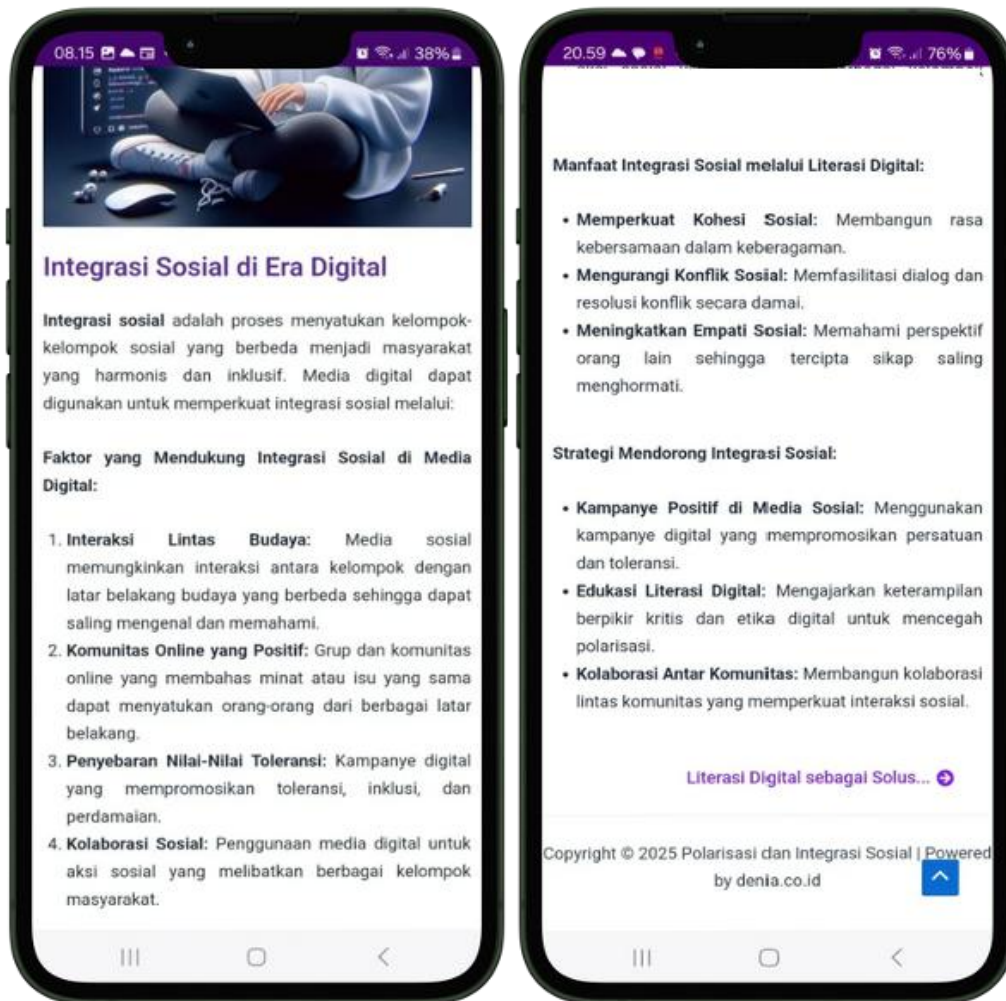 08.15
38%
Integrasi Sosial di Era Digital
Integrasi sosial adalah proses menyatukan kelompok-
kelompok sosial yang berbeda menjadi masyarakat
yang harmonis dan inklusif. Media digital dapat
digunakan untuk memperkuat integrasi sosial melalui:
Faktor yang Mendukung Integrasi Sosial di Media
Digital:
1. Interaksi Lintas Budaya: Media sosial
memungkinkan interaksi antara kelompok dengan
latar belakang budaya yang berbeda sehingga dapat
saling mengenal dan memahami.
2. Komunitas Online yang Positif: Grup dan komunitas
online yang membahas minat atau isu yang sama
dapat menyatukan orang-orang dari berbagai latar
belakang.
3. Penyebaran Nilai-Nilai Toleransi: Kampanye digital
yang mempromosikan toleransi, inklusi, dan
perdamaian.
4. Kolaborasi Sosial: Penggunaan media digital untuk
aksi sosial yang melibatkan berbagai kelompok
masyarakat.
20.59
76%
Manfaat Integrasi Sosial melalui Literasi Digital:
• Memperkuat Kohesi Sosial: Membangun rasa
kebersamaan dalam keberagaman.
• Mengurangi Konflik Sosial: Memfasilitasi dialog dan
resolusi konflik secara damai.
• Meningkatkan Empati Sosial: Memahami perspektif
orang lain sehingga tercipta sikap saling
menghormati.
Strategi Mendorong Integrasi Sosial:
• Kampanye Positif di Media Sosial: Menggunakan
kampanye digital yang mempromosikan persatuan
dan toleransi.
• Edukasi Literasi Digital: Mengajarkan keterampilan
berpikir kritis dan etika digital untuk mencegah
polarisasi.
• Kolaborasi Antar Komunitas: Membangun kolaborasi
lintas komunitas yang memperkuat interaksi sosial.
Literasi Digital sebagai Solus...
Copyright © 2025 Polarisasi dan Integrasi Sosial | Powered
by denia.co.id